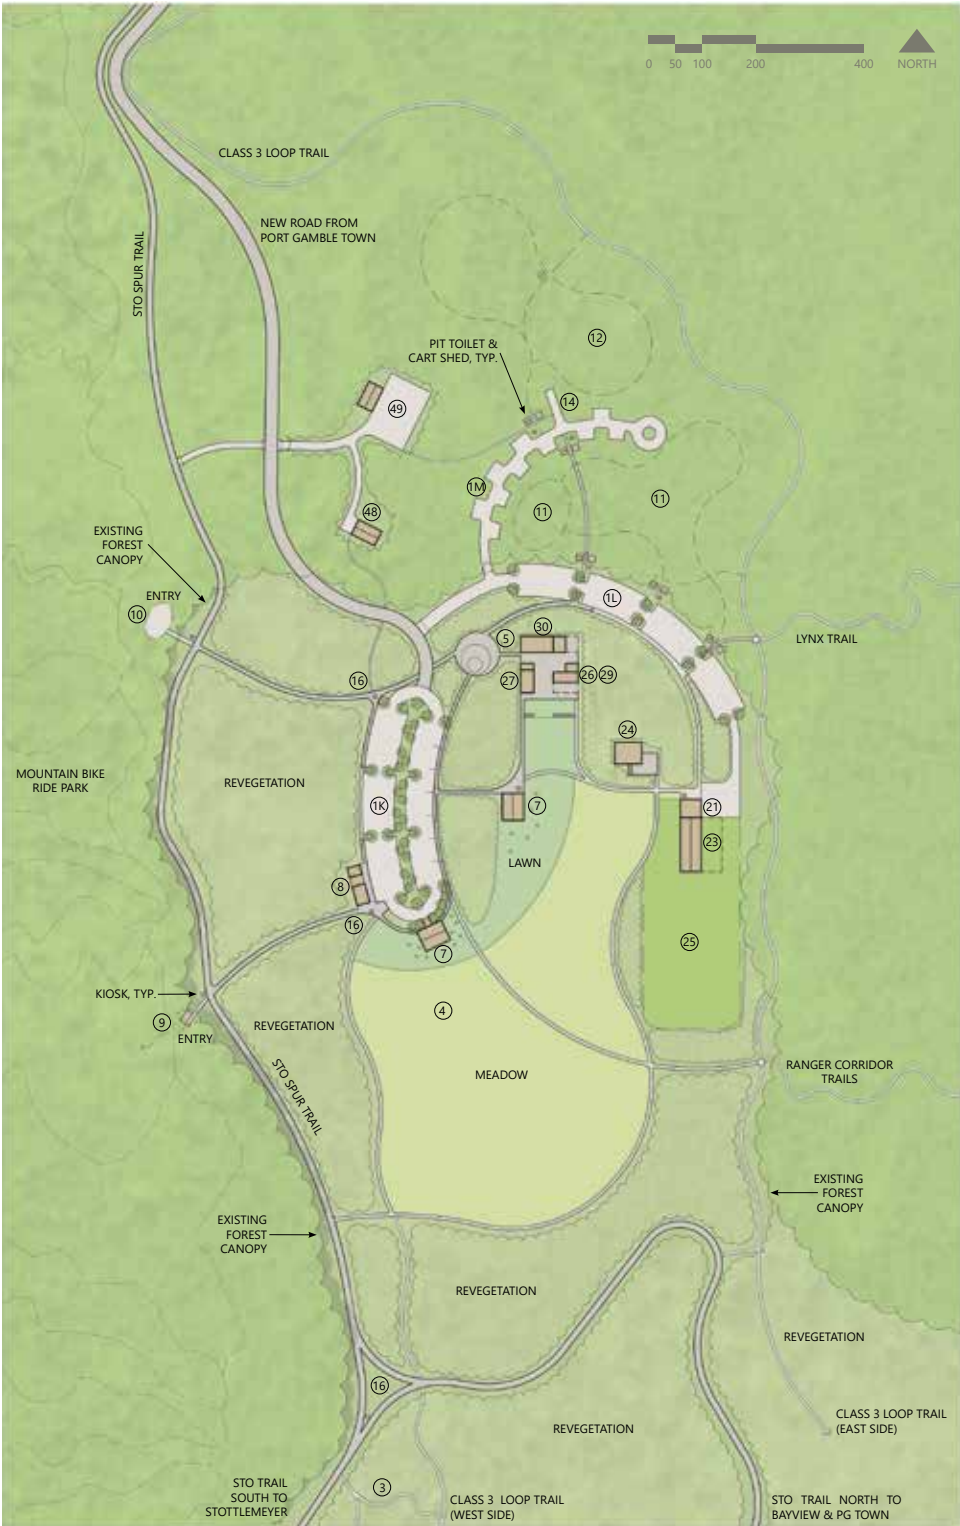 0 50 100 200 400 NORTH
CLASS 3 LOOP TRAIL
NEW ROAD FROM
PORT GAMBLE TOWN
STO SPUR TRAIL
12
PIT TOILET &
CART SHED, TYP.
14
49
1M
11
11
48
EXISTING
FOREST
CANOPY
ENTRY
10
1L
5
30
LYNX TRAIL
16
27
26 29
24
MOUNTAIN BIKE
RIDE PARK
REVEGETATION
1K
7
21
23
LAWN
8
16
7
25
KIOSK, TYP.
9
ENTRY
REVEGETATION
4
STO SPUR TRAIL
MEADOW
RANGER CORRIDOR
TRAILS
EXISTING
FOREST
CANOPY
EXISTING
FOREST
CANOPY
REVEGETATION
REVEGETATION
16
CLASS 3 LOOP TRAIL
(EAST SIDE)
REVEGETATION
3
STO TRAIL
SOUTH TO
STOTTLEMEYER
CLASS 3 LOOP TRAIL
(WEST SIDE)
STO TRAIL NORTH TO
BAYVIEW & PG TOWN